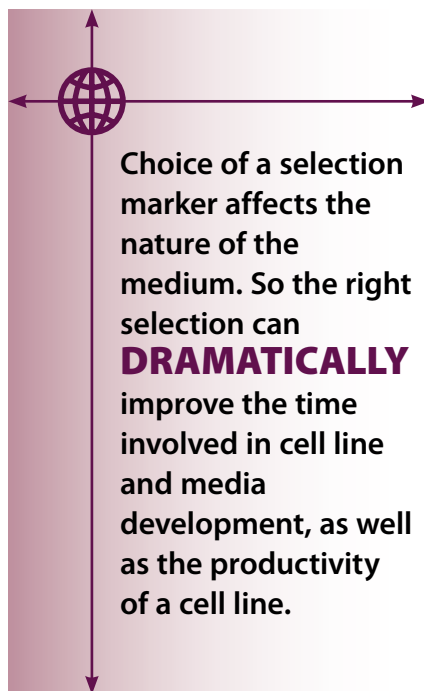 Choice of a selection
marker affects the
nature of the
medium. So the right
selection can
DRAMATICALLY
improve the time
involved in cell line
and media
development, as well
as the productivity
of a cell line.